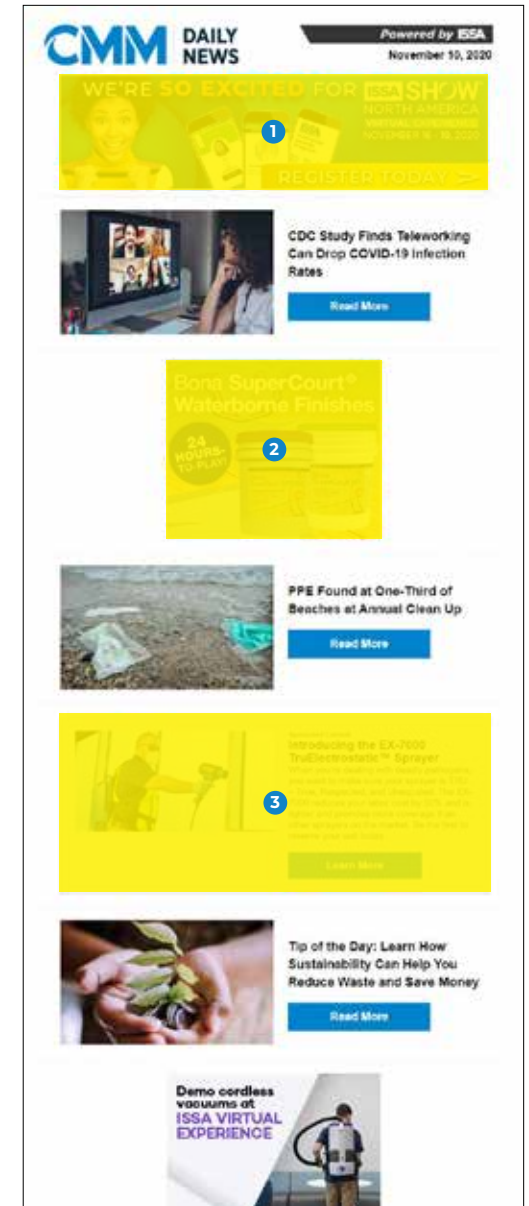 CMM DAILY
NEWS
Powered by ISSA
November 10, 2020
WE'RE SO EXCITED FOR ISSA SHOW
NORTH AMERICA
VIRTUAL EXPERIENCE
NOVEMBER 16 - 19, 2020
1
REGISTER TODAY
CDC Study Finds Teleworking
Can Drop COVID-19 Infection
Rates
Read More
Bona SuperCourt®
Waterborne Finishes
24
HOURS-
TO-PLAY!
2
PPE Found at One-Third of
Beaches at Annual Clean Up
Read More
Introducing the EX-7000
TruElectrostatic™ Sprayer
3
Learn More
Tip of the Day: Learn How
Sustainability Can Help You
Reduce Waste and Save Money
Read More
Demo cordless
vacuums at
ISSA VIRTUAL
EXPERIENCE